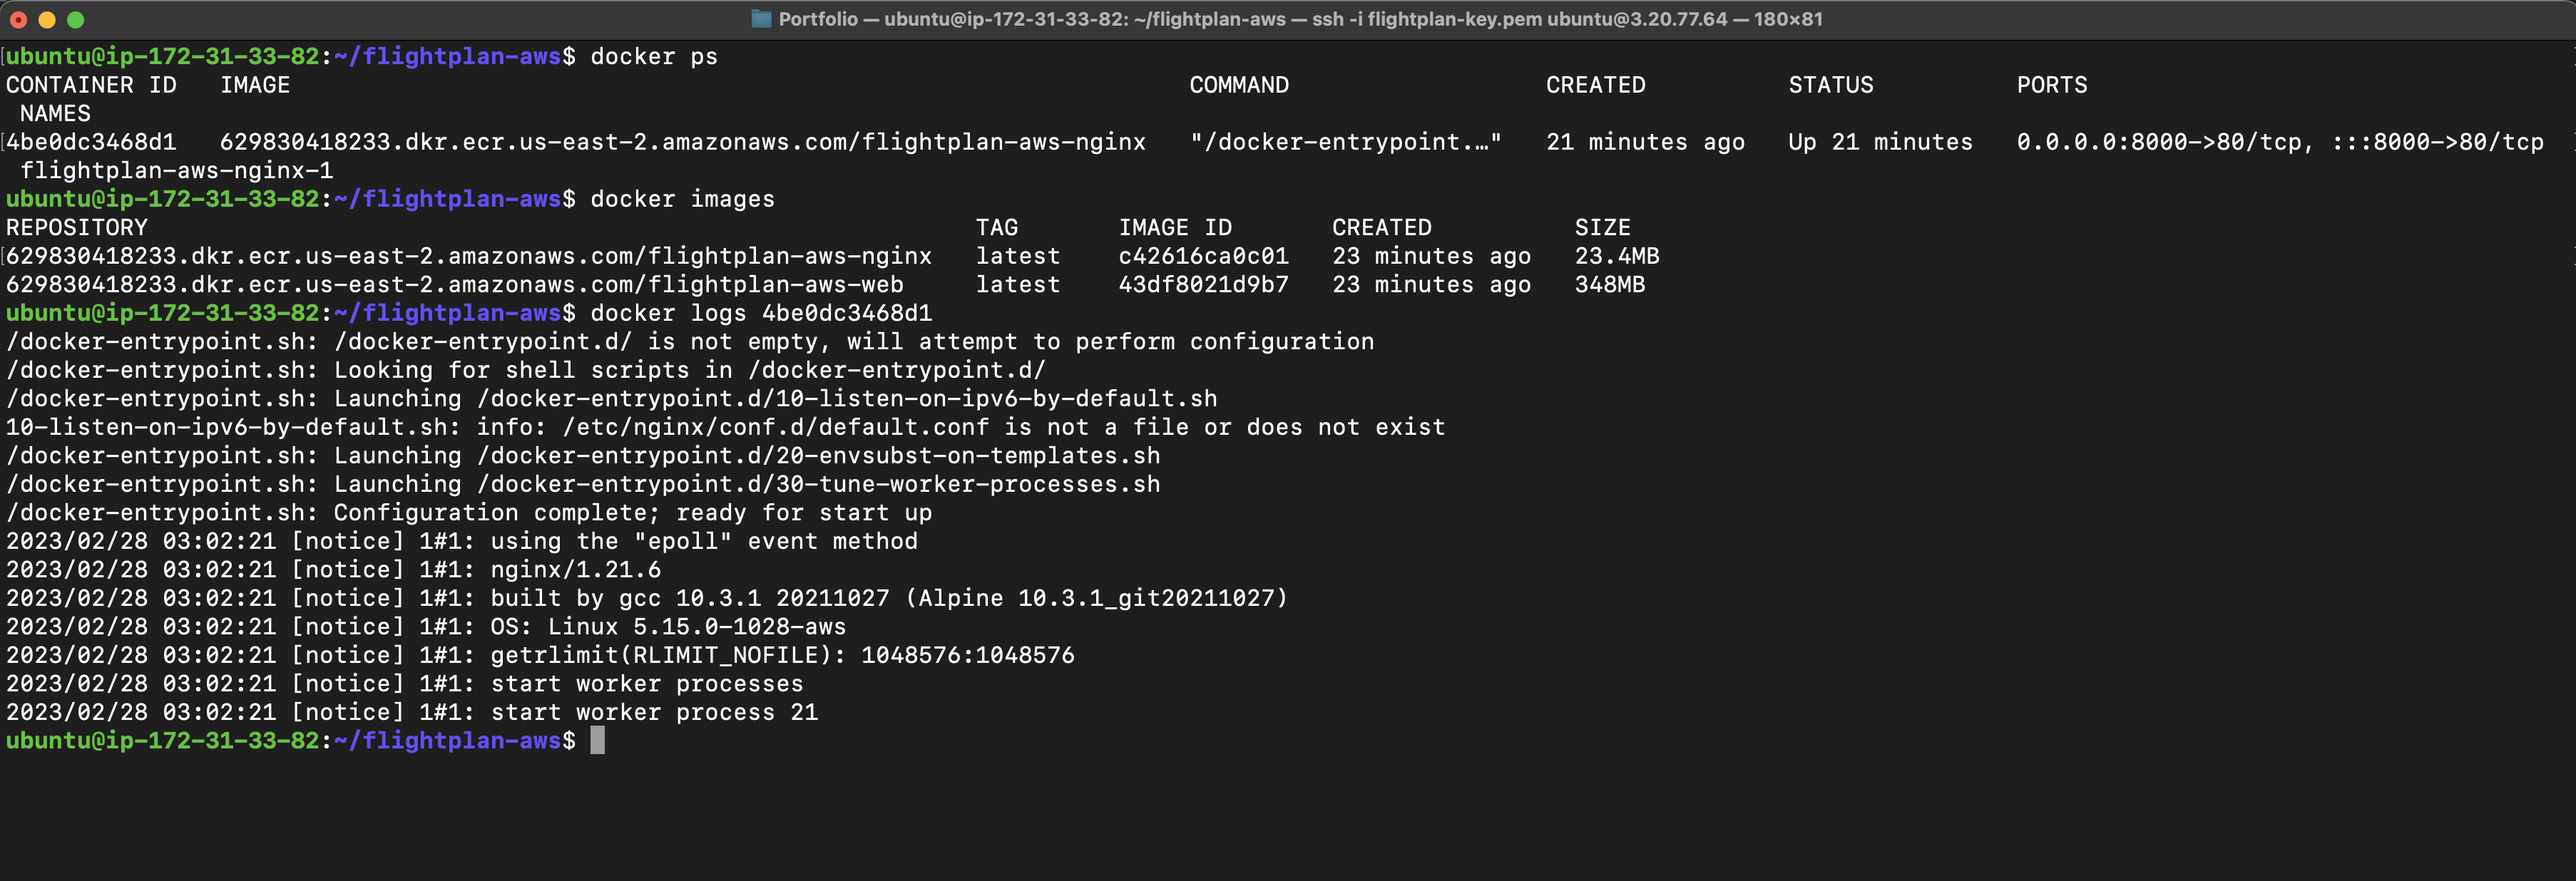 Portfolio — ubuntu@ip-172-31-33-82: ~/flightplan-aws — ssh -i flightplan-key.pem ubuntu@3.20.77.64 — 180×81
ubuntu@ip-172-31-33-82:~/flightplan-aws$ docker ps
CONTAINER ID   IMAGE                                                               COMMAND                  CREATED          STATUS          PORTS
 NAMES
4be0dc3468d1   629830418233.dkr.ecr.us-east-2.amazonaws.com/flightplan-aws-nginx   "/docker-entrypoint.…"   21 minutes ago   Up 21 minutes   0.0.0.0:8000->80/tcp, :::8000->80/tcp
 flightplan-aws-nginx-1
ubuntu@ip-172-31-33-82:~/flightplan-aws$ docker images
REPOSITORY                                                          TAG       IMAGE ID       CREATED          SIZE
629830418233.dkr.ecr.us-east-2.amazonaws.com/flightplan-aws-nginx   latest    c42616ca0c01   23 minutes ago   23.4MB
629830418233.dkr.ecr.us-east-2.amazonaws.com/flightplan-aws-web     latest    43df8021d9b7   23 minutes ago   348MB
ubuntu@ip-172-31-33-82:~/flightplan-aws$ docker logs 4be0dc3468d1
/docker-entrypoint.sh: /docker-entrypoint.d/ is not empty, will attempt to perform configuration
/docker-entrypoint.sh: Looking for shell scripts in /docker-entrypoint.d/
/docker-entrypoint.sh: Launching /docker-entrypoint.d/10-listen-on-ipv6-by-default.sh
10-listen-on-ipv6-by-default.sh: info: /etc/nginx/conf.d/default.conf is not a file or does not exist
/docker-entrypoint.sh: Launching /docker-entrypoint.d/20-envsubst-on-templates.sh
/docker-entrypoint.sh: Launching /docker-entrypoint.d/30-tune-worker-processes.sh
/docker-entrypoint.sh: Configuration complete; ready for start up
2023/02/28 03:02:21 [notice] 1#1: using the "epoll" event method
2023/02/28 03:02:21 [notice] 1#1: nginx/1.21.6
2023/02/28 03:02:21 [notice] 1#1: built by gcc 10.3.1 20211027 (Alpine 10.3.1_git20211027)
2023/02/28 03:02:21 [notice] 1#1: OS: Linux 5.15.0-1028-aws
2023/02/28 03:02:21 [notice] 1#1: getrlimit(RLIMIT_NOFILE): 1048576:1048576
2023/02/28 03:02:21 [notice] 1#1: start worker processes
2023/02/28 03:02:21 [notice] 1#1: start worker process 21
ubuntu@ip-172-31-33-82:~/flightplan-aws$